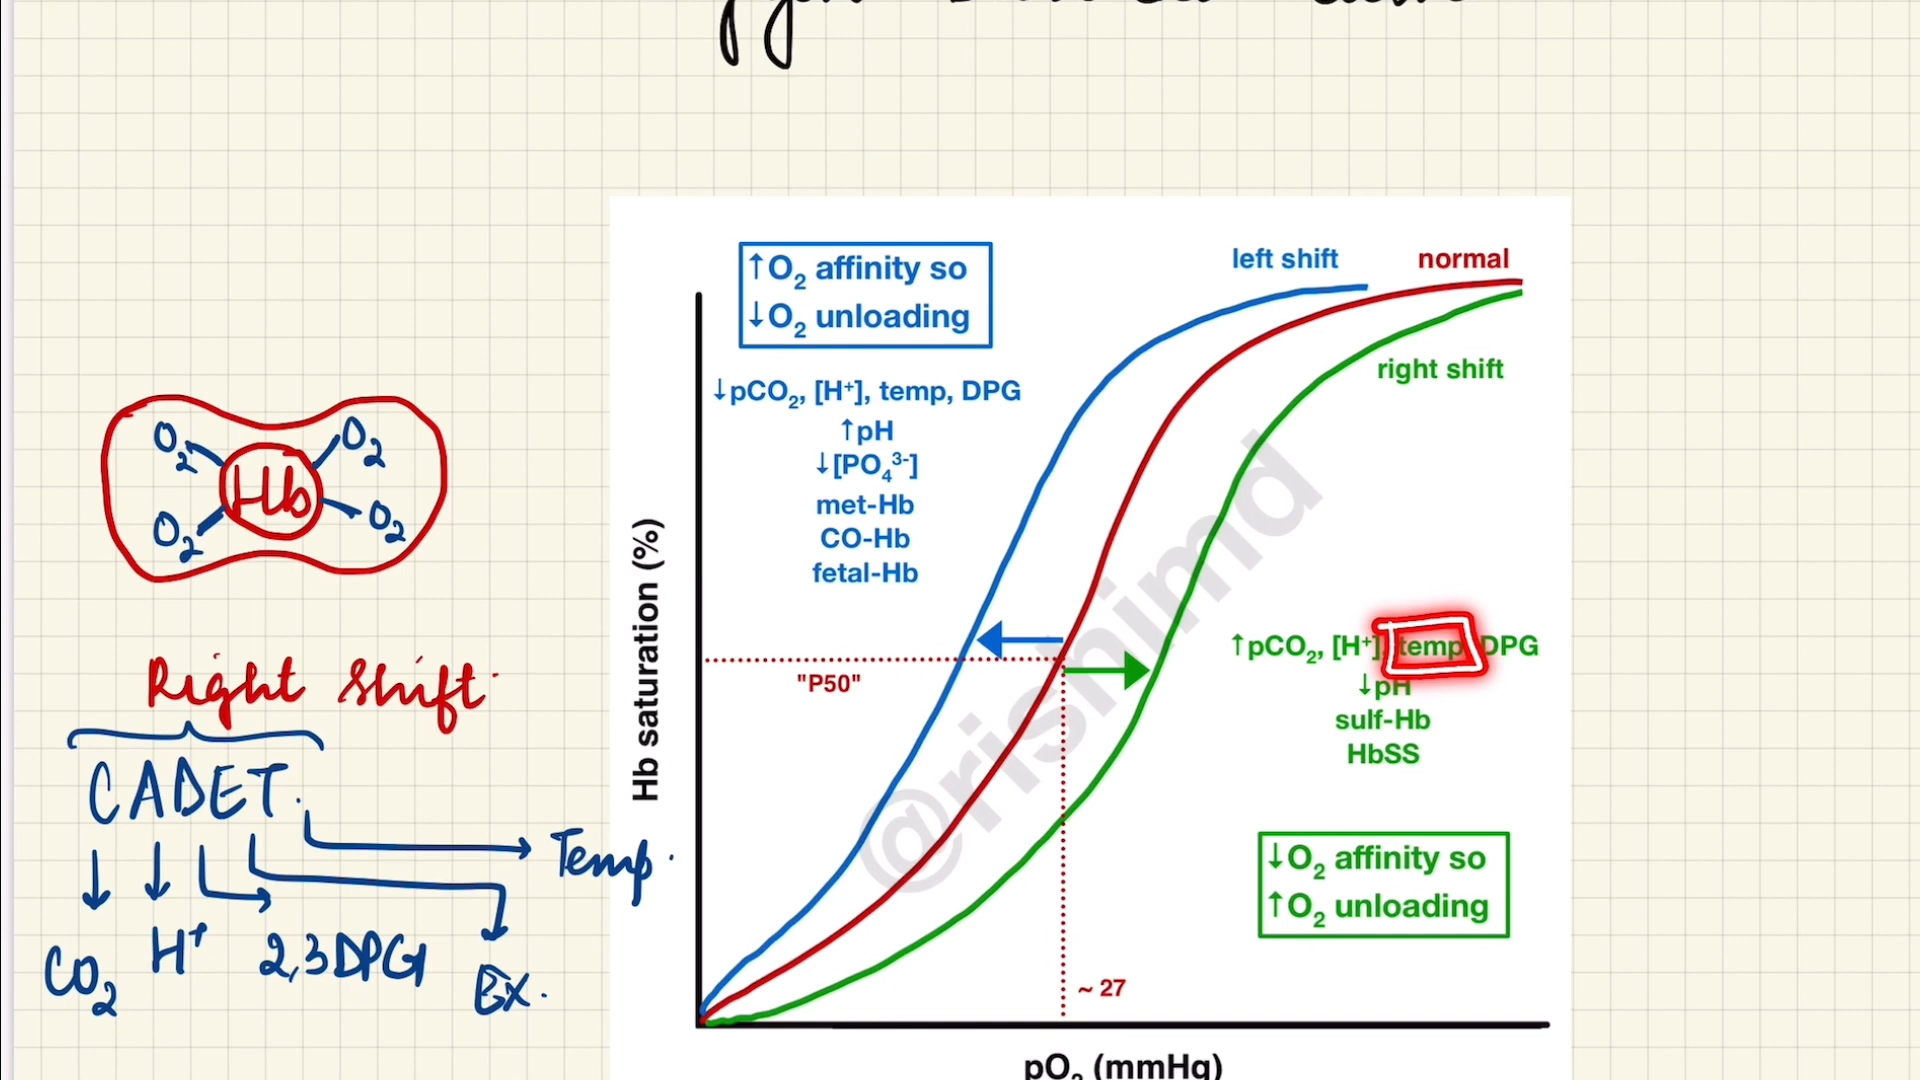 ↑O₂ affinity so
↓O₂ unloading
left shift
normal
right shift
↓pCO₂, [H⁺], temp, DPG
↑pH
↓[PO₄³⁻]
met-Hb
CO-Hb
fetal-Hb
O₂
O₂
Hb
O₂
O₂
Hb saturation (%)
"P50"
↑pCO₂, [H⁺], temp, DPG
↓pH
sulf-Hb
HbSS
@rishimd
Right Shift.
CADET.
Temp.
CO₂
H⁺
2,3DPG
Ex.
↓O₂ affinity so
↑O₂ unloading
~ 27
pO₂ (mmHg)